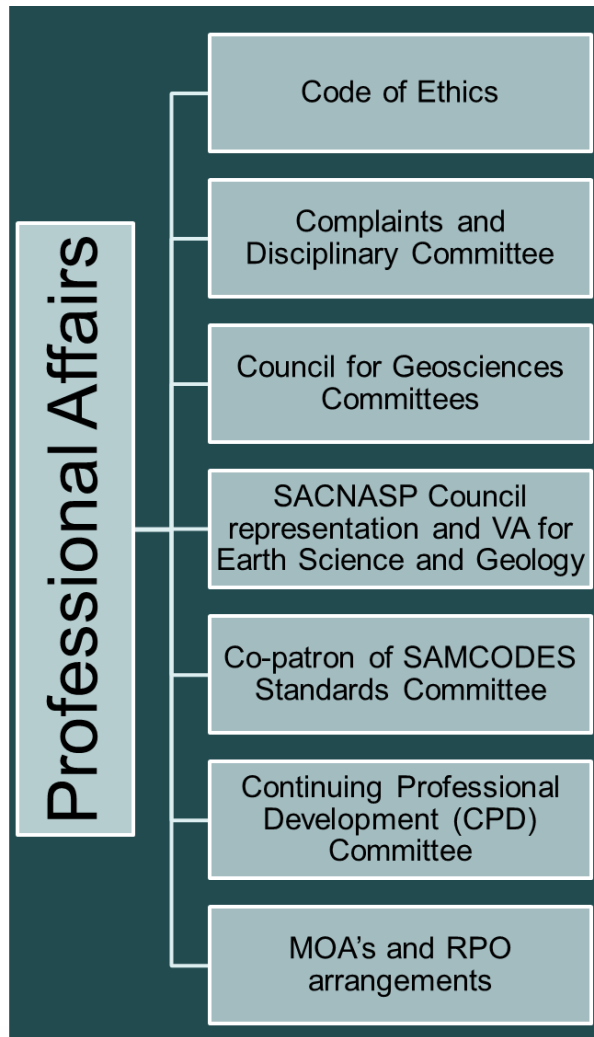 Professional Affairs
Code of Ethics
Complaints and
Disciplinary Committee
Council for Geosciences
Committees
SACNASP Council
representation and VA for
Earth Science and Geology
Co-patron of SAMCODES
Standards Committee
Continuing Professional
Development (CPD)
Committee
MOA’s and RPO
arrangements